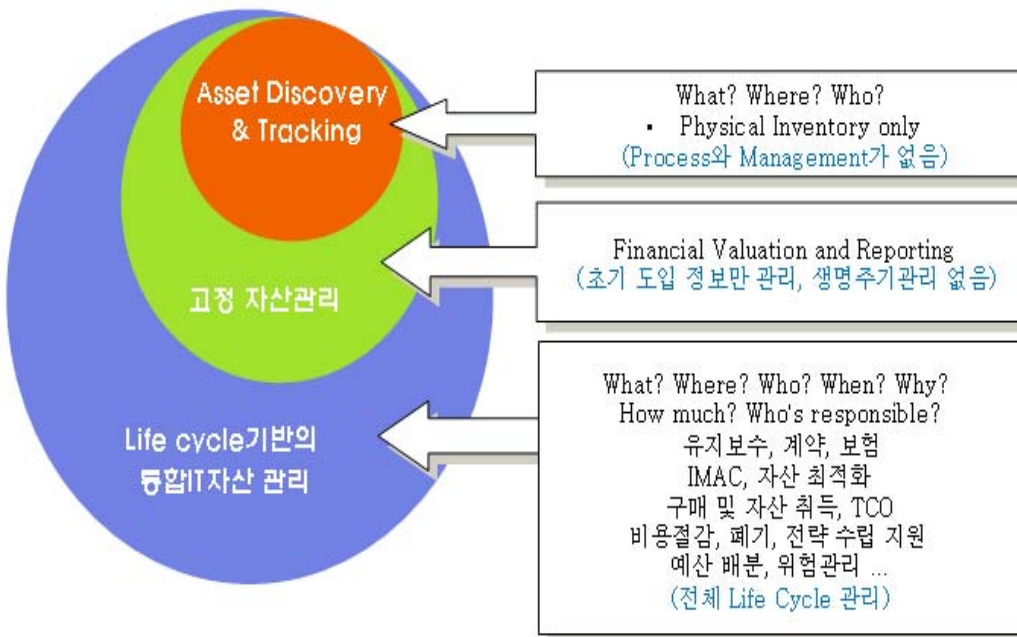 Asset Discovery
& Tracking
What? Where? Who?
▪ Physical Inventory only
(Process와 Management가 없음)
고정 자산관리
Financial Valuation and Reporting
(초기 도입 정보만 관리, 생명주기관리 없음)
Life cycle기반의
통합IT자산 관리
What? Where? Who? When? Why?
How much? Who's responsible?
유지보수, 계약, 보험
IMAC, 자산 최적화
구매 및 자산 취득, TCO
비용절감, 폐기, 전략 수립 지원
예산 배분, 위험관리 ...
(전체 Life Cycle 관리)